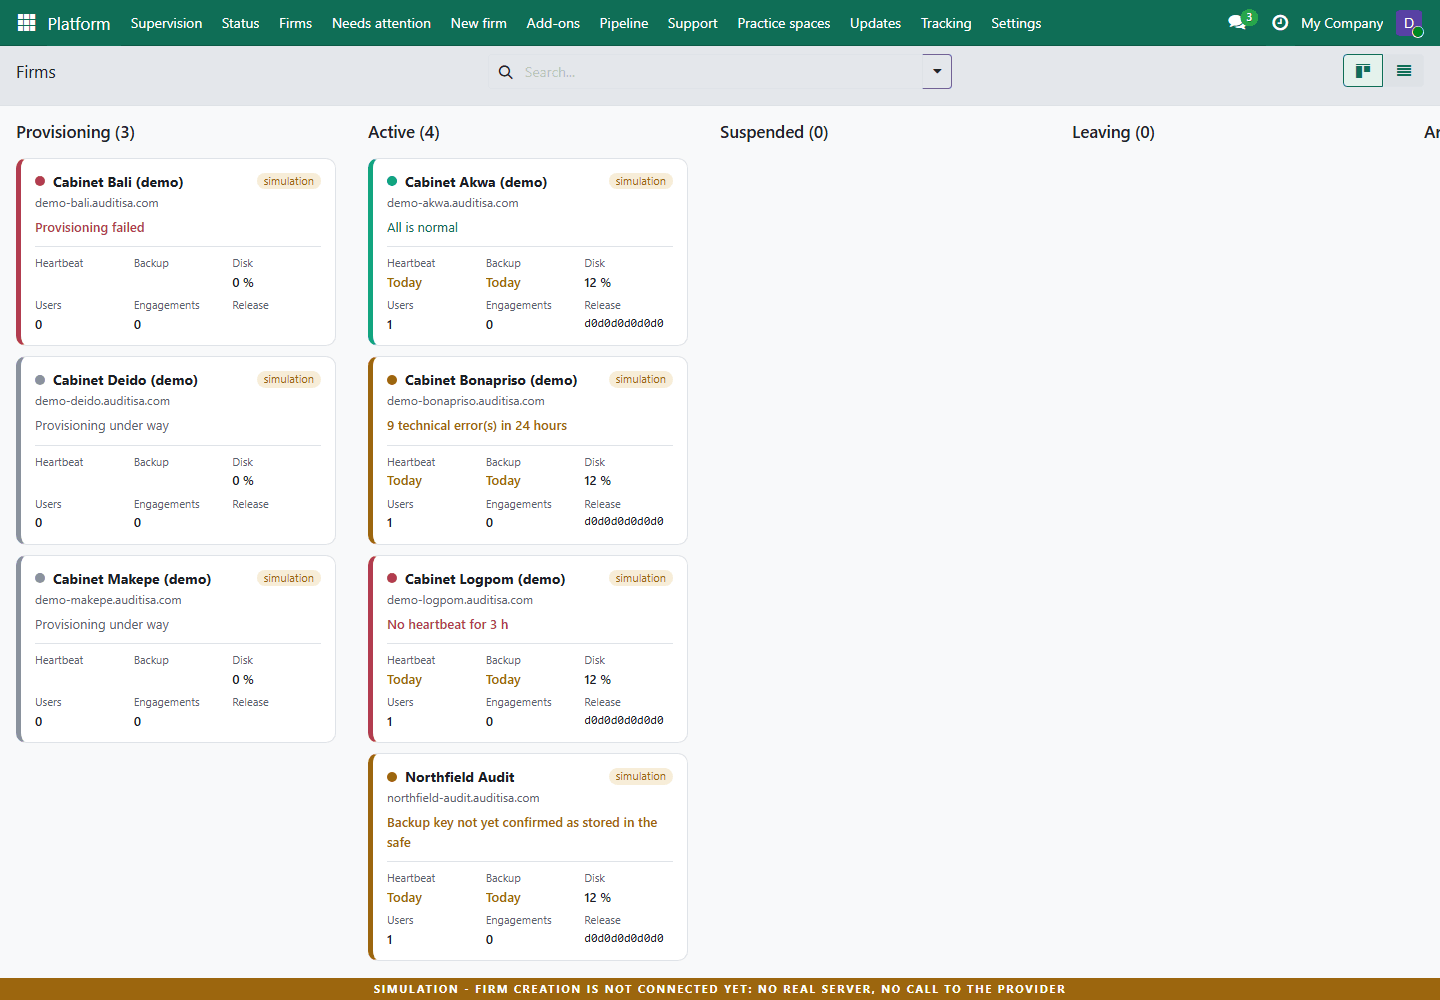 Platform
Supervision
Status
Firms
Needs attention
New firm
Add-ons
Pipeline
Support
Practice spaces
Updates
Tracking
Settings
3
My Company
D
Firms
Search...
Provisioning (3)
Cabinet Bali (demo)
simulation
demo-bali.auditisa.com
Provisioning failed
Heartbeat Backup Disk
0 %
Users Engagements Release
0 0
Cabinet Deido (demo)
simulation
demo-deido.auditisa.com
Provisioning under way
Heartbeat Backup Disk
0 %
Users Engagements Release
0 0
Cabinet Makepe (demo)
simulation
demo-makepe.auditisa.com
Provisioning under way
Heartbeat Backup Disk
0 %
Users Engagements Release
0 0
Active (4)
Cabinet Akwa (demo)
simulation
demo-akwa.auditisa.com
All is normal
Heartbeat Backup Disk
Today Today 12 %
Users Engagements Release
1 0 d0d0d0d0d0d0
Cabinet Bonapriso (demo)
simulation
demo-bonapriso.auditisa.com
9 technical error(s) in 24 hours
Heartbeat Backup Disk
Today Today 12 %
Users Engagements Release
1 0 d0d0d0d0d0d0
Cabinet Logpom (demo)
simulation
demo-logpom.auditisa.com
No heartbeat for 3 h
Heartbeat Backup Disk
Today Today 12 %
Users Engagements Release
1 0 d0d0d0d0d0d0
Northfield Audit
simulation
northfield-audit.auditisa.com
Backup key not yet confirmed as stored in the
safe
Heartbeat Backup Disk
Today Today 12 %
Users Engagements Release
1 0 d0d0d0d0d0d0
Suspended (0)
Leaving (0)
SIMULATION - FIRM CREATION IS NOT CONNECTED YET: NO REAL SERVER, NO CALL TO THE PROVIDER